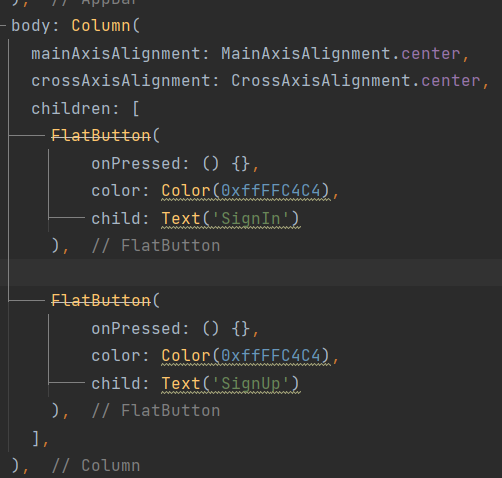 ), // AppBar
body: Column(
mainAxisAlignment: MainAxisAlignment.center,
crossAxisAlignment: CrossAxisAlignment.center,
children: [
FlatButton(
onPressed: () {},
color: Color(0xffFFC4C4),
child: Text('SignIn')
), // FlatButton
FlatButton(
onPressed: () {},
color: Color(0xffFFC4C4),
child: Text('SignUp')
), // FlatButton
],
), // Column